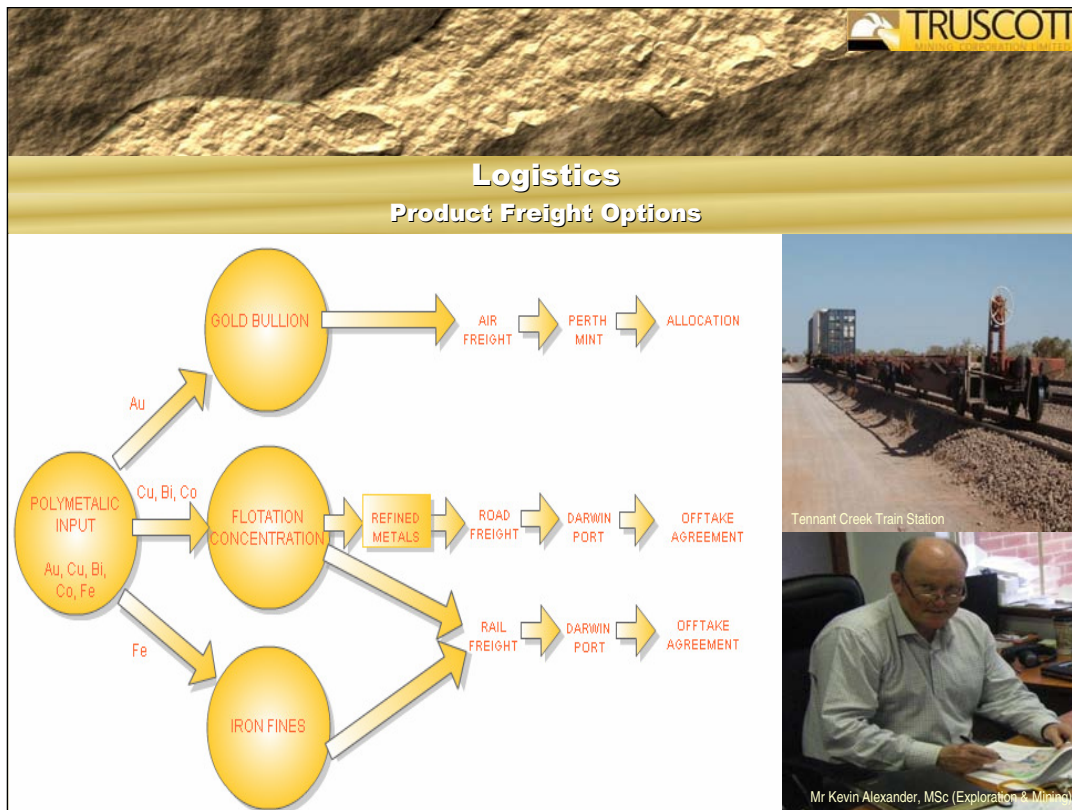 TRUSCOTT
MINING CORPORATION LIMITED
Logistics
Product Freight Options
GOLD BULLION
AIR
FREIGHT
PERTH
MINT
ALLOCATION
Au
POLYMETALIC
INPUT
Au, Cu, Bi,
Co, Fe
Cu, Bi, Co
FLOTATION
CONCENTRATION
REFINED
METALS
ROAD
FREIGHT
DARWIN
PORT
OFFTAKE
AGREEMENT
RAIL
FREIGHT
DARWIN
PORT
OFFTAKE
AGREEMENT
Fe
IRON FINES
Tennant Creek Train Station
Mr Kevin Alexander, MSc (Exploration & Mining)